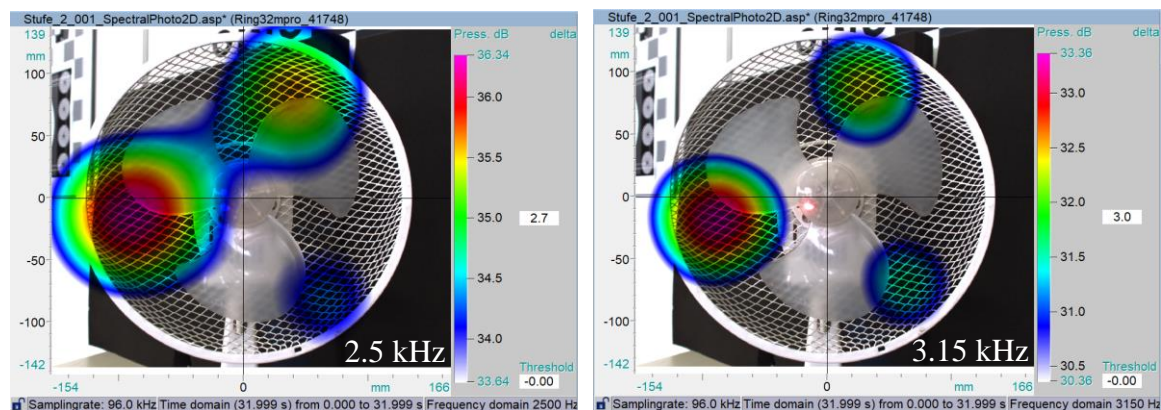 Stufe_2_001_SpectralPhoto2D.asp* (Ring32mpro_41748)
139
mm
100
50
0
-50
-100
-142
-154
0
mm
166
2.5 kHz
Press. dB
delta
36.34
36.0
35.5
35.0
2.7
34.5
34.0
33.64
Threshold
-0.00
Samplingrate: 96.0 kHz Time domain (31.999 s) from 0.000 to 31.999 s Frequency domain 2500 Hz
Stufe_2_001_SpectralPhoto2D.asp* (Ring32mpro_41748)
139
mm
100
50
0
-50
-100
-142
-154
0
mm
166
3.15 kHz
Press. dB
delta
33.36
33.0
32.5
32.0
3.0
31.5
31.0
30.5
30.36
Threshold
-0.00
Samplingrate: 96.0 kHz Time domain (31.999 s) from 0.000 to 31.999 s Frequency domain 3150 Hz